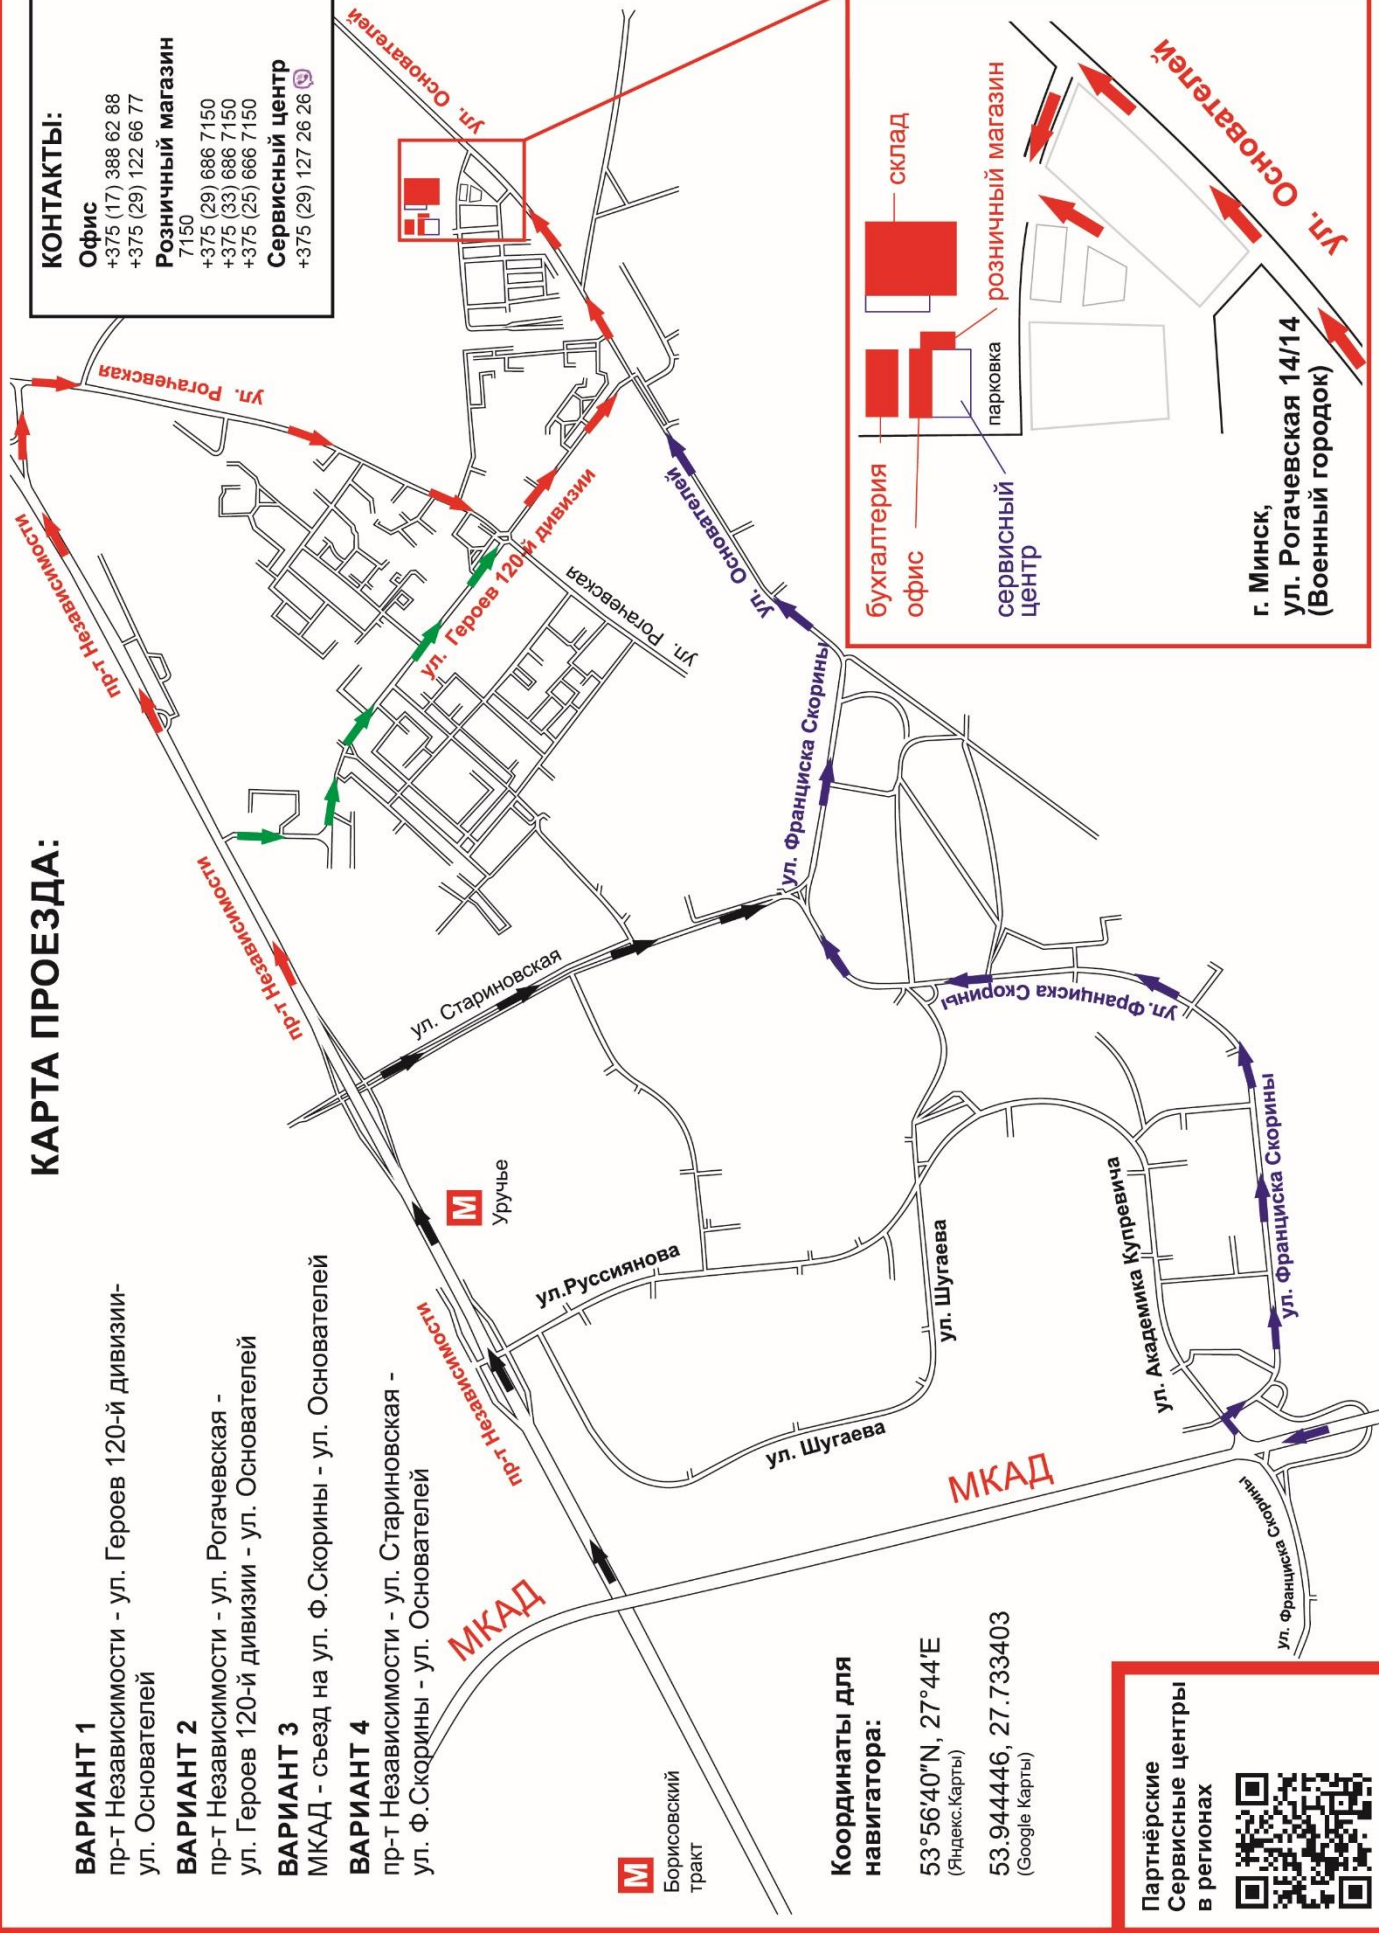 КАРТА ПРОЕЗДА:
ВАРИАНТ 1
пр-т Независимости - ул. Героев 120-й дивизии-
ул. Основателей
ВАРИАНТ 2
пр-т Независимости - ул. Рогачевская -
ул. Героев 120-й дивизии - ул. Основателей
ВАРИАНТ 3
МКАД - съезд на ул. Ф.Скорины - ул. Основателей
ВАРИАНТ 4
пр-т Независимости - ул. Стариновская -
ул. Ф.Скорины - ул. Основателей
КОНТАКТЫ:
Офис
+375 (17) 388 62 88
+375 (29) 122 66 77
Розничный магазин
7150
+375 (29) 686 7150
+375 (33) 686 7150
+375 (25) 666 7150
Сервисный центр
+375 (29) 127 26 26
пр-т Независимости
пр-т Независимости
пр-т Независимости
ул. Рогачевская
ул. Основателей
ул. Героев 120-й дивизии
ул. Рогачевская
ул. Основателей
ул. Стариновская
ул. Франциска Скорины
ул. Франциска Скорины
ул. Франциска Скорины
ул. Франциска Скорины
М
Уручье
ул.Руссиянова
ул. Шугаева
ул. Шугаева
ул. Академика Купревича
МКАД
МКАД
М
Борисовский
тракт
Координаты для
навигатора:
53°56'40"N, 27°44'E
(Яндекс.Карты)
53.944446, 27.733403
(Google Карты)
Партнёрские
Сервисные центры
в регионах
бухгалтерия
офис
сервисный
центр
парковка
склад
розничный магазин
ул. Основателей
г. Минск,
ул. Рогачевская 14/14
(Военный городок)